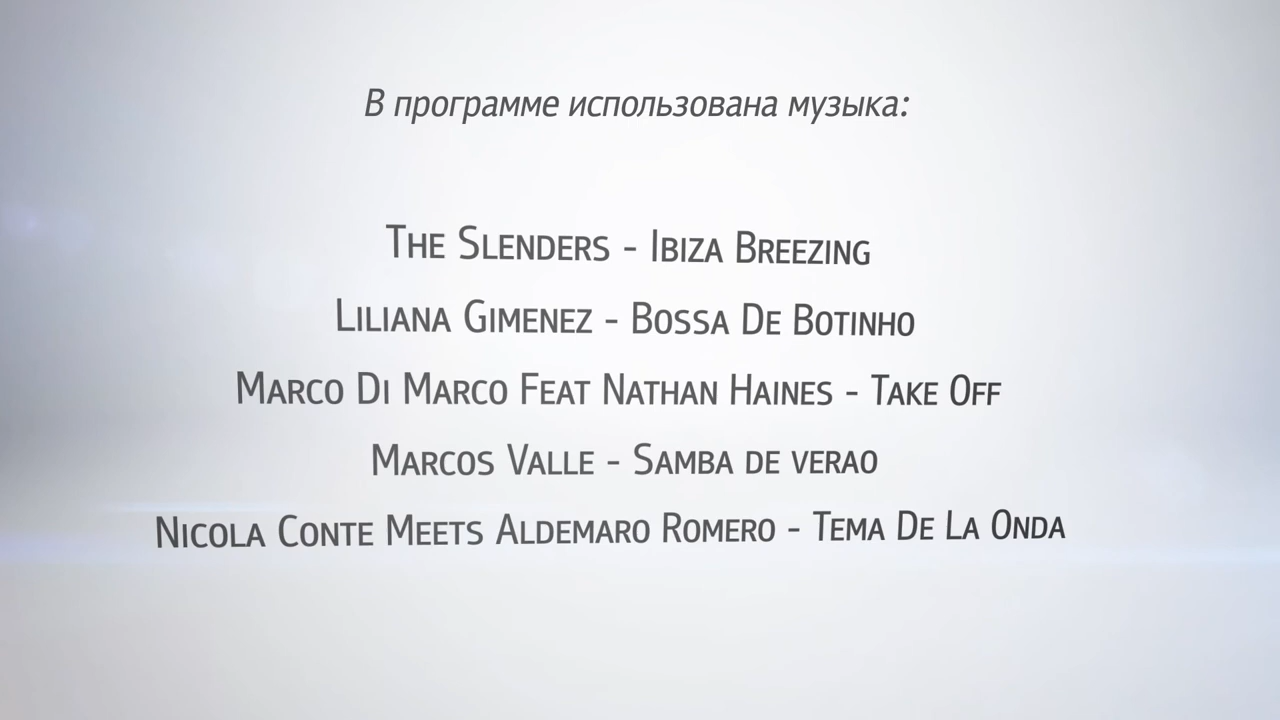 В программе использована музыка:
The Slenders - Ibiza Breezing
Liliana Gimenez - Bossa De Botinho
Marco Di Marco Feat Nathan Haines - Take Off
Marcos Valle - Samba de verao
Nicola Conte Meets Aldemaro Romero - Tema De La Onda